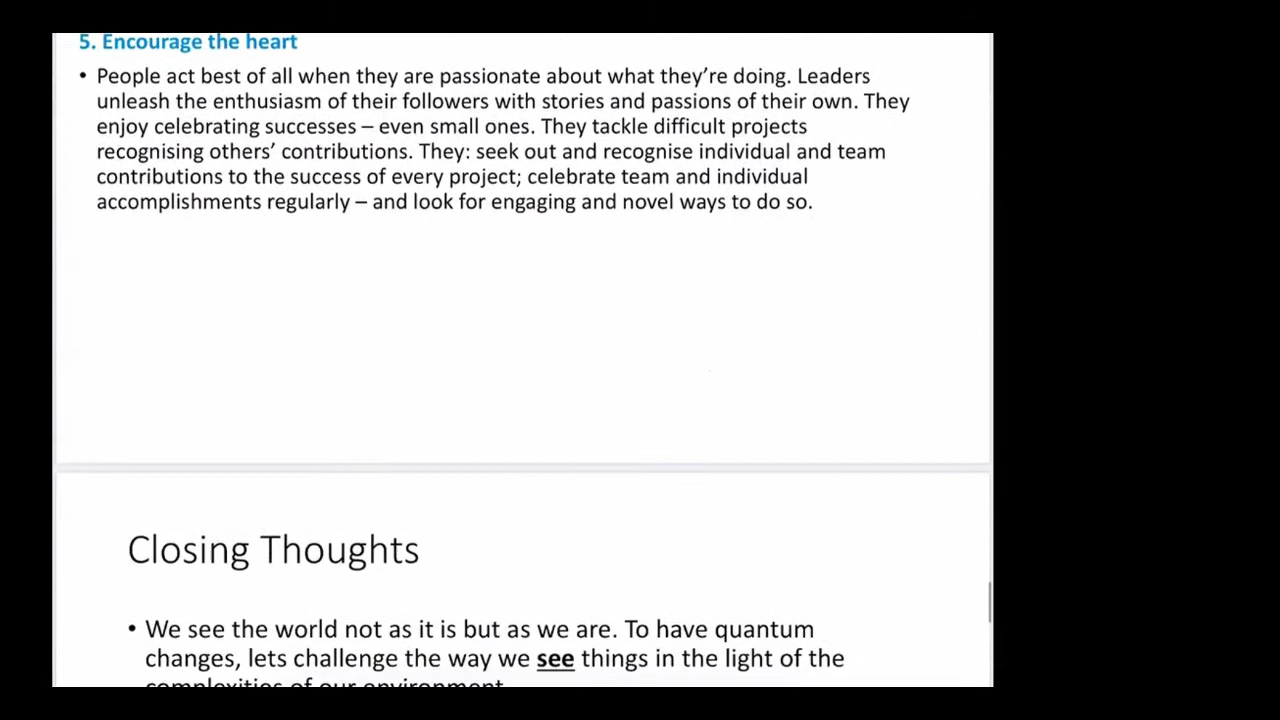 5. Encourage the heart
• People act best of all when they are passionate about what they’re doing. Leaders
unleash the enthusiasm of their followers with stories and passions of their own. They
enjoy celebrating successes – even small ones. They tackle difficult projects
recognising others’ contributions. They: seek out and recognise individual and team
contributions to the success of every project; celebrate team and individual
accomplishments regularly – and look for engaging and novel ways to do so.
Closing Thoughts
• We see the world not as it is but as we are. To have quantum
changes, lets challenge the way we see things in the light of the
complexities of our environment